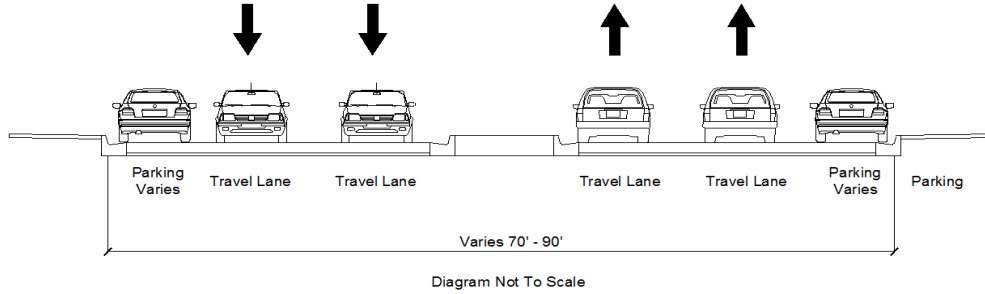 Parking
Varies
Travel Lane
Travel Lane
Travel Lane
Travel Lane
Parking
Varies
Parking
Varies 70' - 90'
Diagram Not To Scale